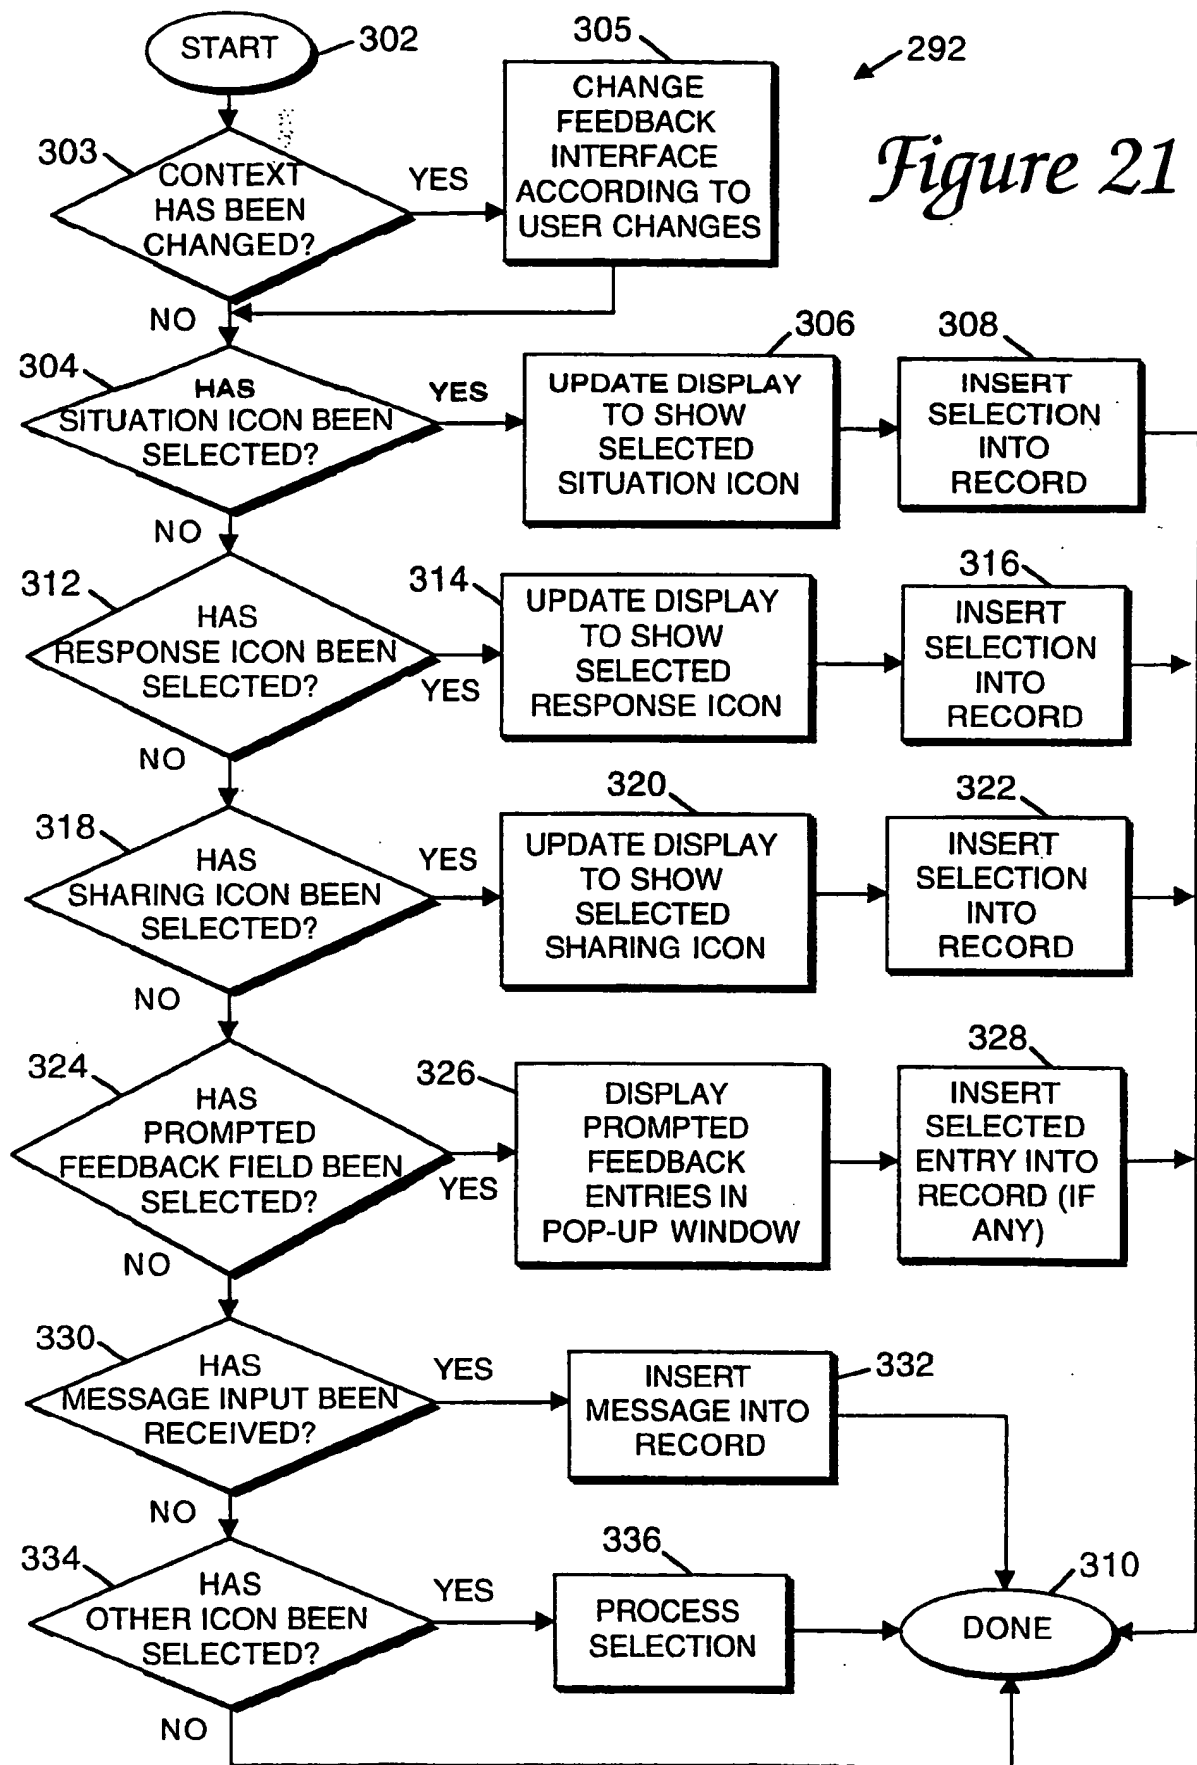 START
302
305
292
Figure 21
CHANGE
FEEDBACK
INTERFACE
ACCORDING TO
USER CHANGES
303
CONTEXT
HAS BEEN
CHANGED?
YES
NO
304
HAS
SITUATION ICON BEEN
SELECTED?
YES
306
UPDATE DISPLAY
TO SHOW
SELECTED
SITUATION ICON
308
INSERT
SELECTION
INTO
RECORD
NO
312
HAS
RESPONSE ICON BEEN
SELECTED?
YES
314
UPDATE DISPLAY
TO SHOW
SELECTED
RESPONSE ICON
316
INSERT
SELECTION
INTO
RECORD
NO
318
HAS
SHARING ICON BEEN
SELECTED?
YES
320
UPDATE DISPLAY
TO SHOW
SELECTED
SHARING ICON
322
INSERT
SELECTION
INTO
RECORD
NO
324
HAS
PROMPTED
FEEDBACK FIELD BEEN
SELECTED?
YES
326
DISPLAY
PROMPTED
FEEDBACK
ENTRIES IN
POP-UP WINDOW
328
INSERT
SELECTED
ENTRY INTO
RECORD (IF
ANY)
NO
330
HAS
MESSAGE INPUT BEEN
RECEIVED?
YES
332
INSERT
MESSAGE INTO
RECORD
NO
334
HAS
OTHER ICON BEEN
SELECTED?
YES
336
PROCESS
SELECTION
310
DONE
NO